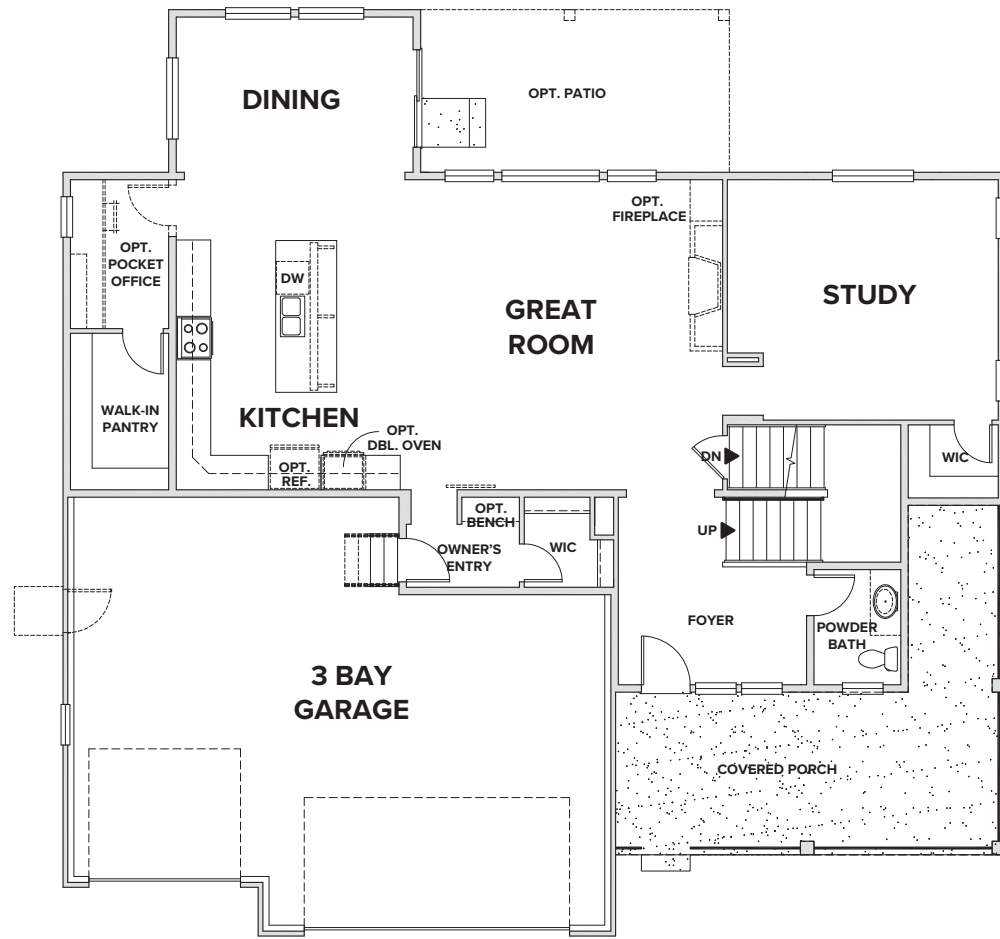 DINING
OPT. PATIO
OPT.
FIREPLACE
OPT.
POCKET
OFFICE
DW
GREAT
ROOM
STUDY
WALK-IN
PANTRY
KITCHEN
OPT.
DBL. OVEN
OPT.
REF.
DN
WIC
OPT.
BENCH
UP
OWNER'S
ENTRY
WIC
FOYER
POWDER
BATH
3 BAY
GARAGE
COVERED PORCH